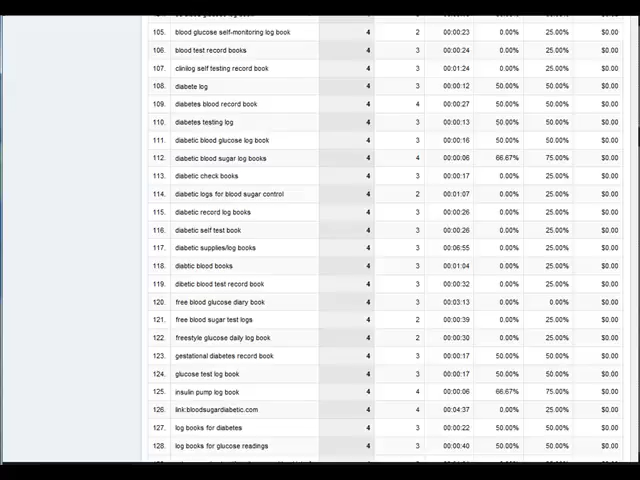 105. blood glucose self-monitoring log book 4 2 00:00:23 0.00% 25.00% $0.00
106. blood test record books 4 3 00:00:24 0.00% 25.00% $0.00
107. clinilog self testing record book 4 3 00:01:24 0.00% 25.00% $0.00
108. diabete log 4 3 00:00:12 50.00% 50.00% $0.00
109. diabetes blood record book 4 4 00:00:27 50.00% 50.00% $0.00
110. diabetes testing log 4 3 00:00:13 50.00% 50.00% $0.00
111. diabetic blood glucose log book 4 3 00:00:16 50.00% 50.00% $0.00
112. diabetic blood sugar log books 4 4 00:00:06 66.67% 75.00% $0.00
113. diabetic check books 4 3 00:00:17 0.00% 25.00% $0.00
114. diabetic logs for blood sugar control 4 2 00:01:07 0.00% 25.00% $0.00
115. diabetic record log books 4 3 00:00:26 0.00% 25.00% $0.00
116. diabetic self test book 4 3 00:00:26 0.00% 25.00% $0.00
117. diabetic supplies/log books 4 3 00:06:55 0.00% 25.00% $0.00
118. diabtic blood books 4 3 00:01:04 0.00% 25.00% $0.00
119. dibetic blood test record book 4 3 00:00:32 0.00% 25.00% $0.00
120. free blood glucose diary book 4 3 00:03:13 0.00% 0.00% $0.00
121. free blood sugar test logs 4 2 00:00:39 0.00% 25.00% $0.00
122. freestyle glucose daily log book 4 2 00:00:30 0.00% 25.00% $0.00
123. gestational diabetes record book 4 3 00:00:17 50.00% 50.00% $0.00
124. glucose test log book 4 3 00:00:17 50.00% 50.00% $0.00
125. insulin pump log book 4 4 00:00:06 66.67% 75.00% $0.00
126. link:bloodsugardiabetic.com 4 4 00:04:37 0.00% 25.00% $0.00
127. log books for diabetes 4 3 00:00:22 50.00% 50.00% $0.00
128. log books for glucose readings 4 3 00:00:40 50.00% 50.00% $0.00